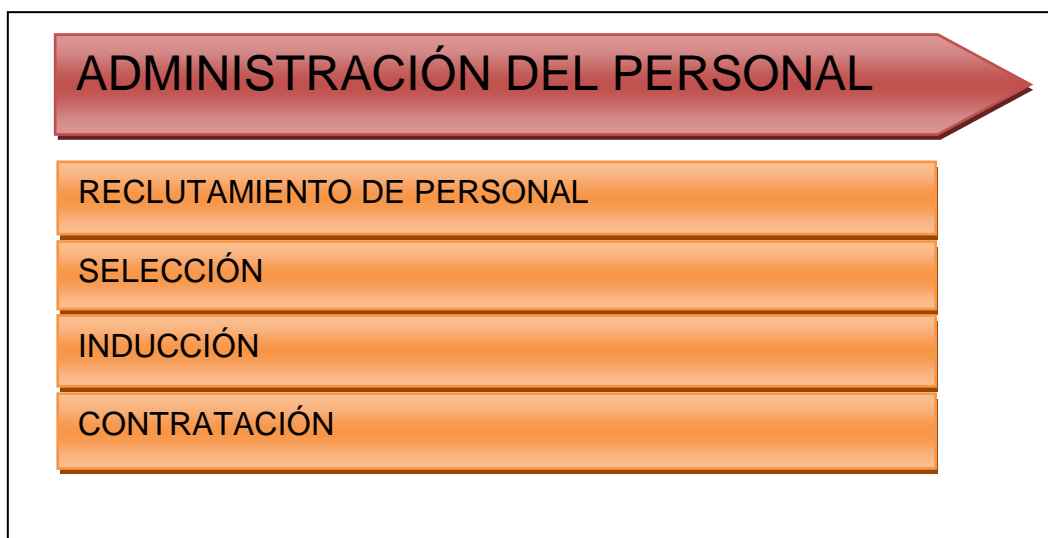 ADMINISTRACIÓN DEL PERSONAL
RECLUTAMIENTO DE PERSONAL
SELECCIÓN
INDUCCIÓN
CONTRATACIÓN